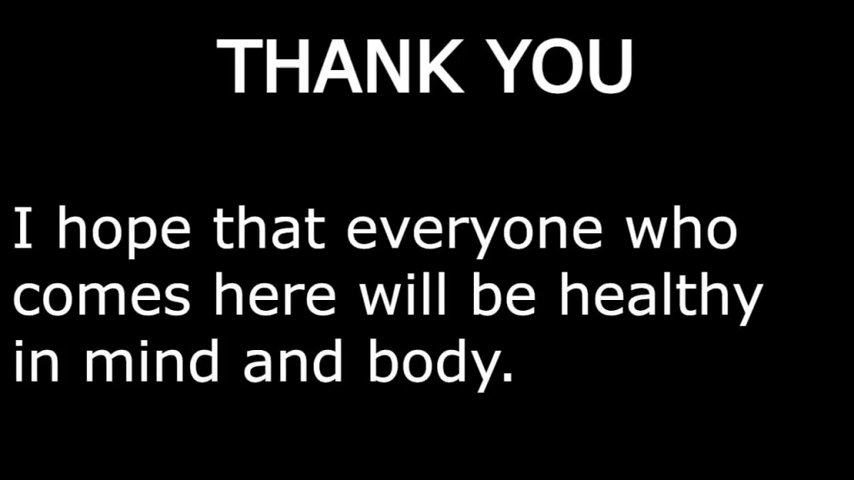 THANK YOU
I hope that everyone who
comes here will be healthy
in mind and body.